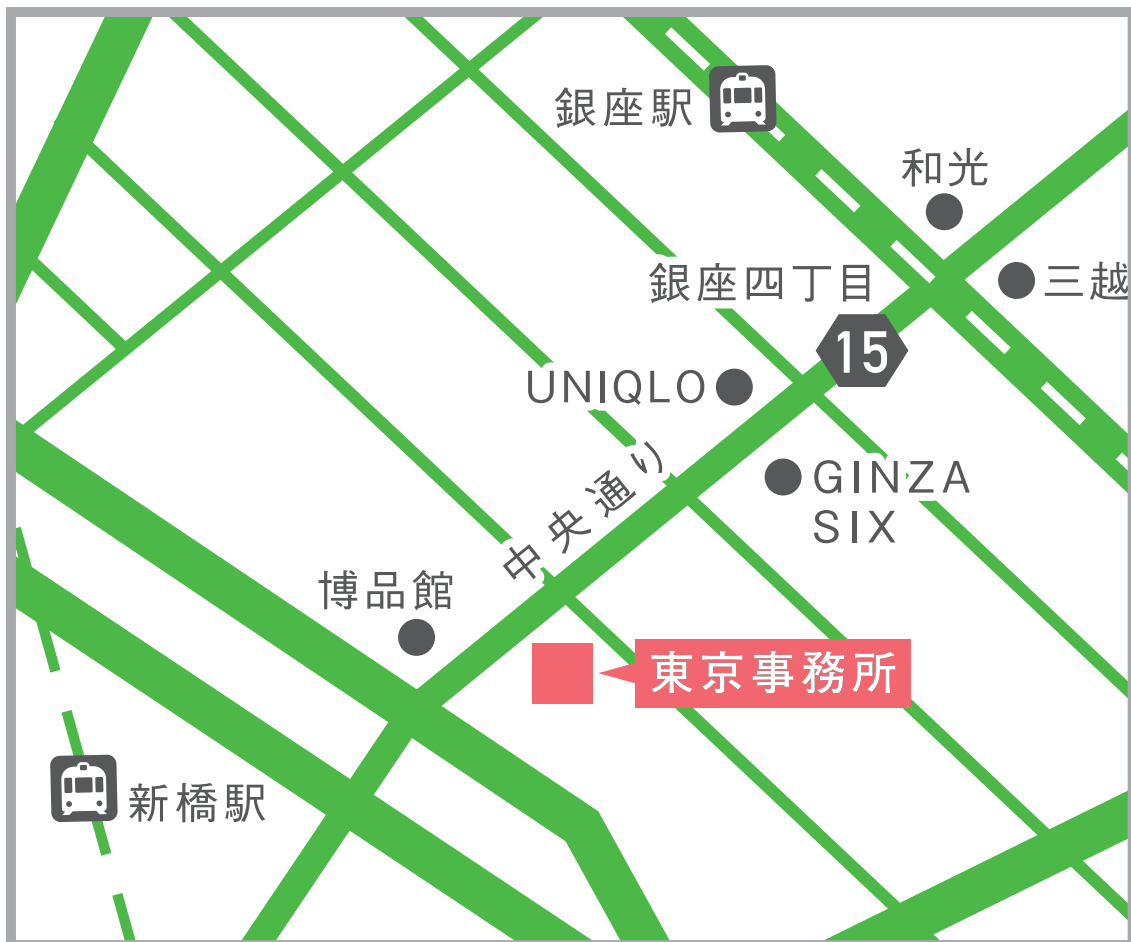 銀座駅
和光
三越
銀座四丁目
15
UNIQLO
中央通り
GINZA
SIX
博品館
東京事務所
新橋駅